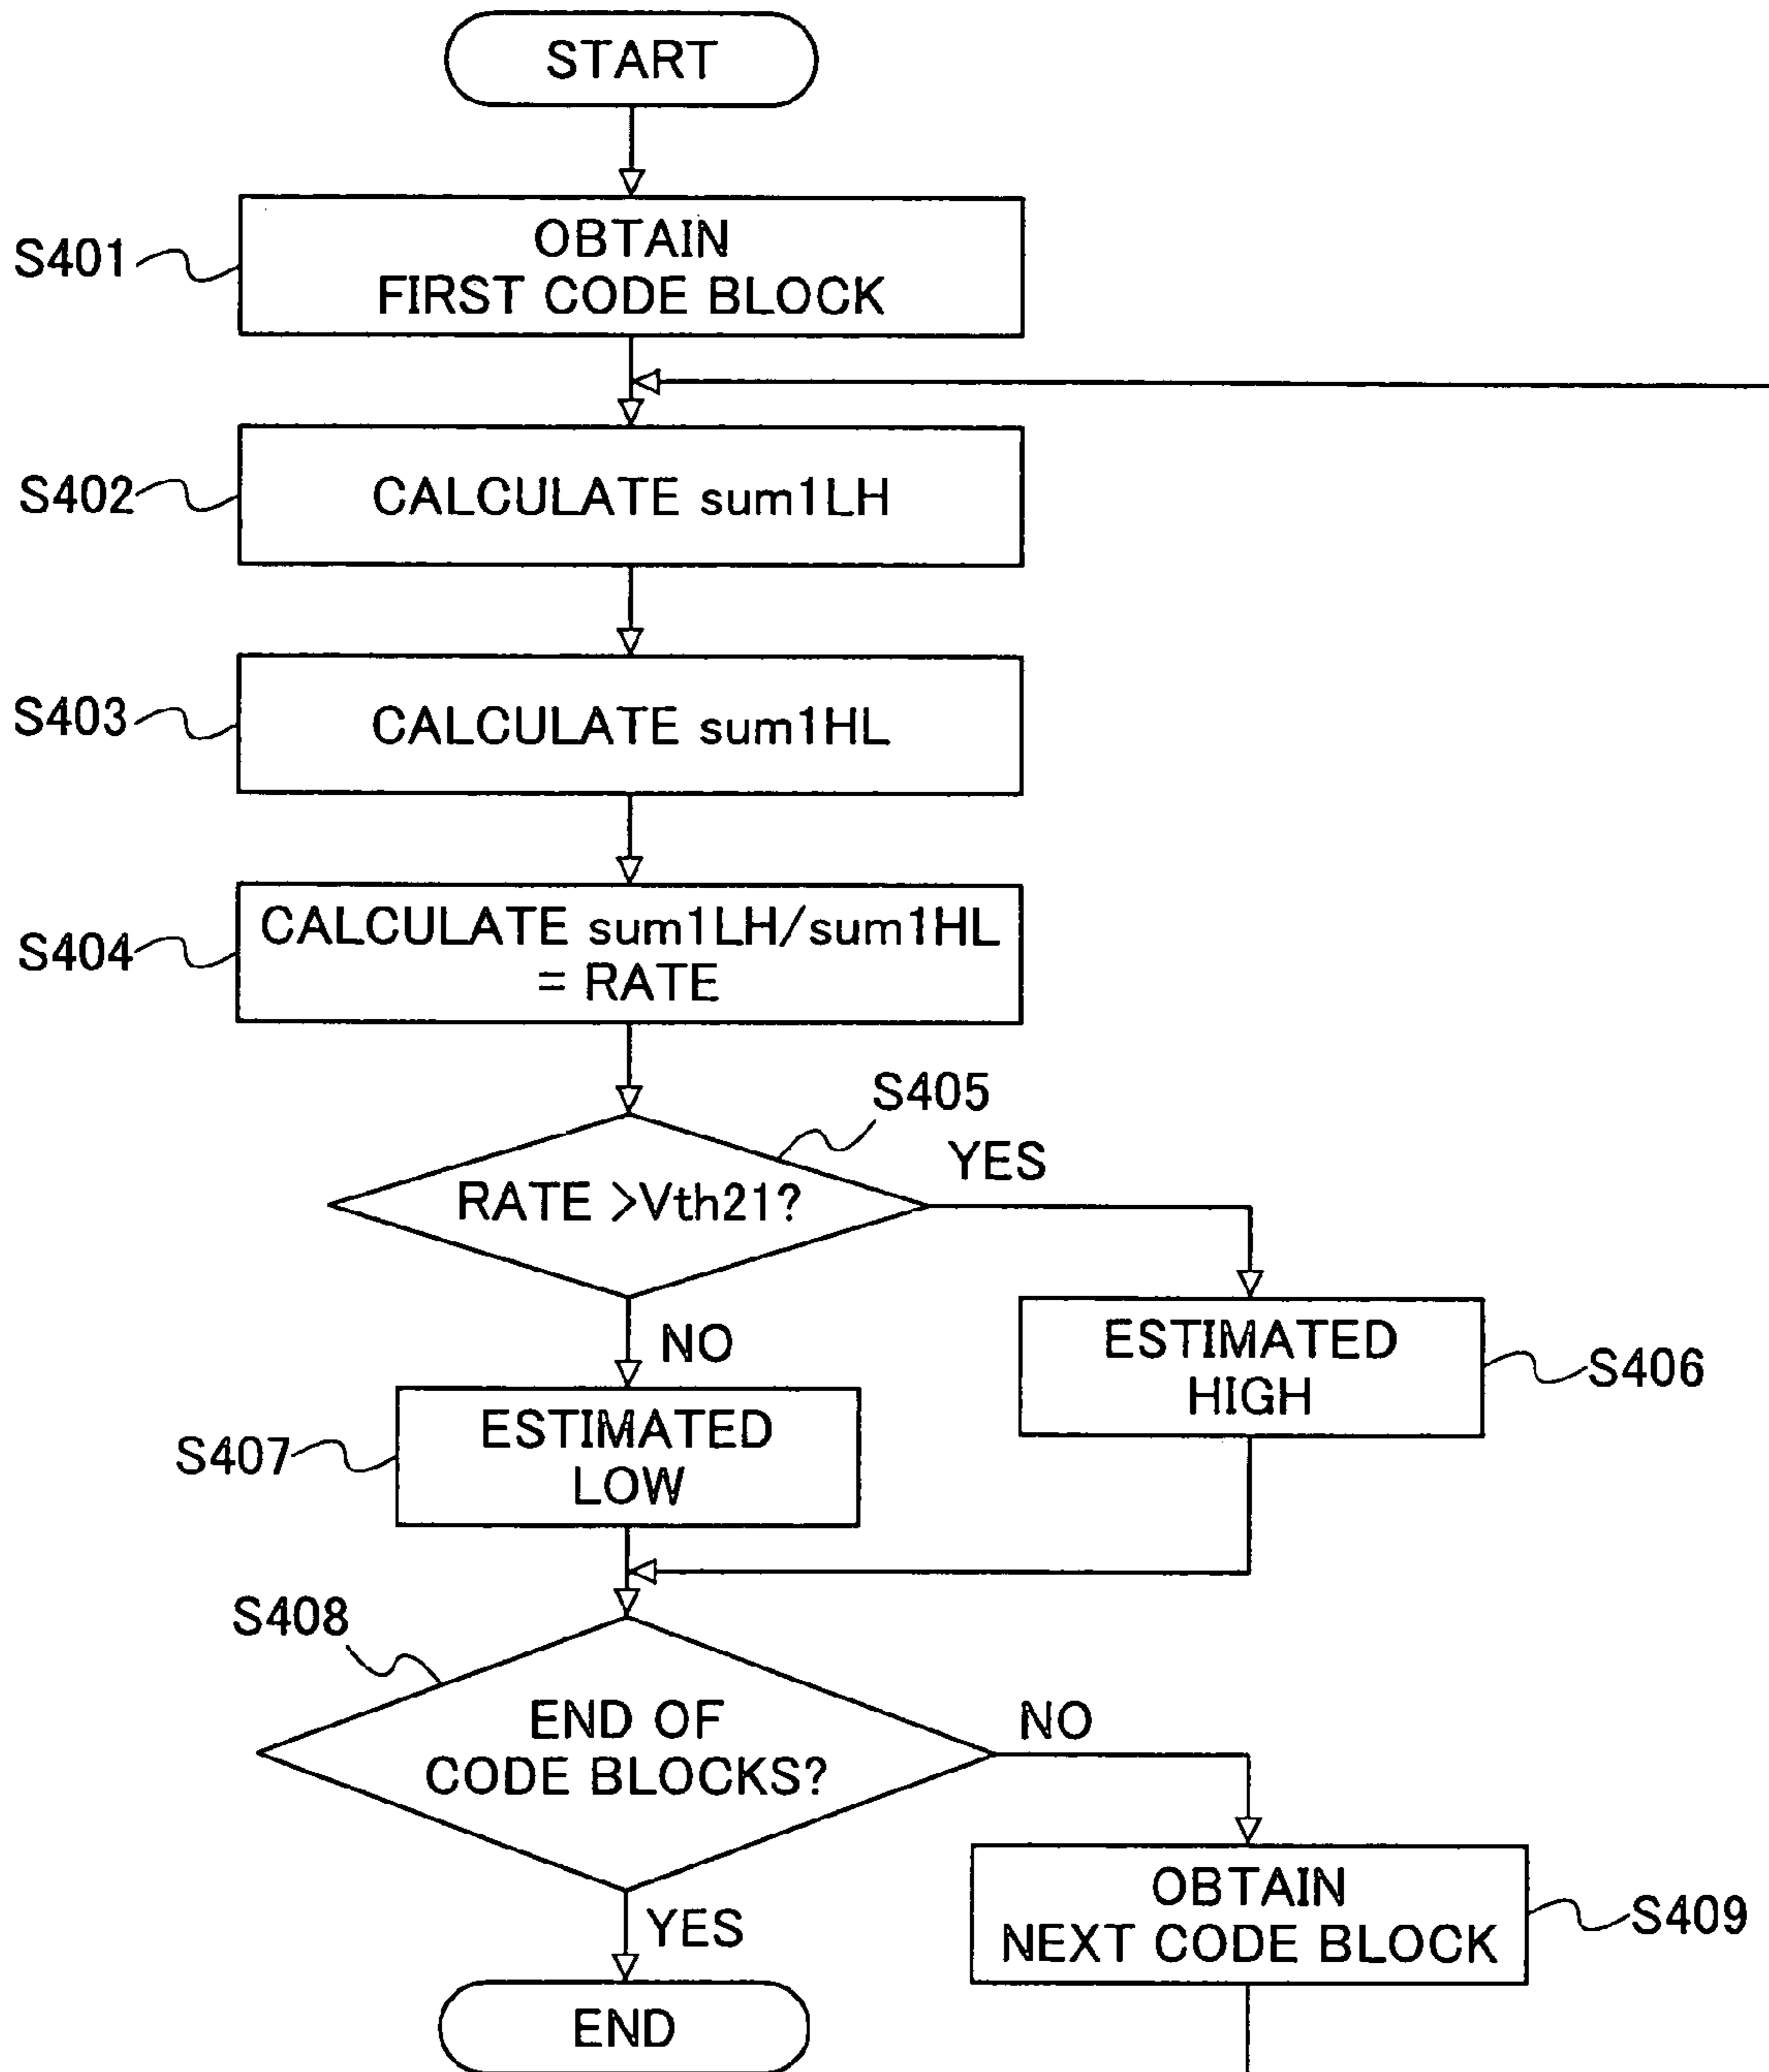 START
S401
OBTAIN
FIRST CODE BLOCK
S402
CALCULATE sum1LH
S403
CALCULATE sum1HL
S404
CALCULATE sum1LH/sum1HL
= RATE
S405
RATE >Vth21?
YES
NO
ESTIMATED
HIGH
S406
S407
ESTIMATED
LOW
S408
END OF
CODE BLOCKS?
NO
YES
OBTAIN
NEXT CODE BLOCK
S409
END